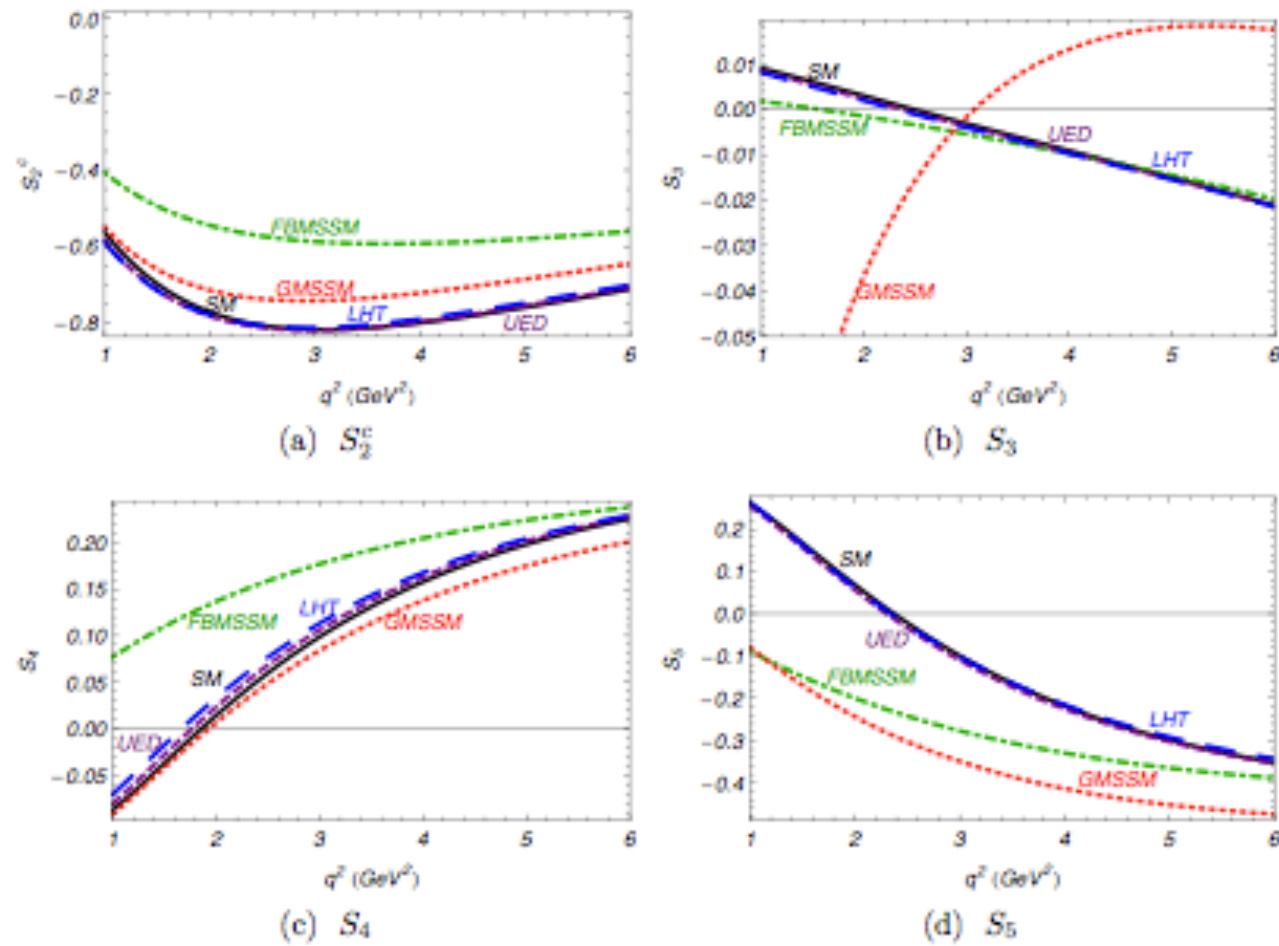 0.0
−0.2
−0.4
−0.6
−0.8
S₂ᶜ
FBMSSM
GMSSM
SM
LHT
UED
1 2 3 4 5 6
q² (GeV²)
(a) S₂ᶜ
0.01
0.00
−0.01
−0.02
−0.03
−0.04
−0.05
S₃
SM
FBMSSM
UED
LHT
GMSSM
1 2 3 4 5 6
q² (GeV²)
(b) S₃
0.20
0.15
0.10
0.05
0.00
−0.05
S₄
FBMSSM
LHT
GMSSM
SM
UED
1 2 3 4 5 6
q² (GeV²)
(c) S₄
0.2
0.1
0.0
−0.1
−0.2
−0.3
−0.4
S₅
SM
UED
FBMSSM
LHT
GMSSM
1 2 3 4 5 6
q² (GeV²)
(d) S₅